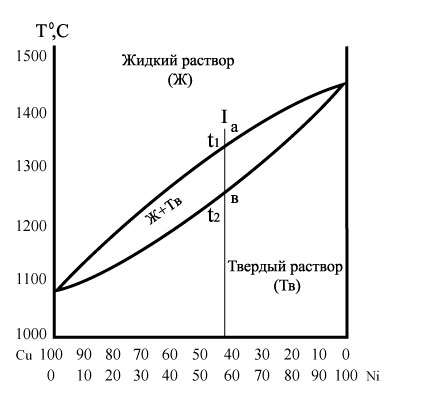 T°,C
1500
Жидкий раствор
(Ж)
1400
I
a
t1
1300
Ж+Тв
в
t2
1200
Твердый раствор
(Тв)
1100
1000
Cu 100 90 80 70 60 50 40 30 20 10 0
0 10 20 30 40 50 60 70 80 90 100 Ni